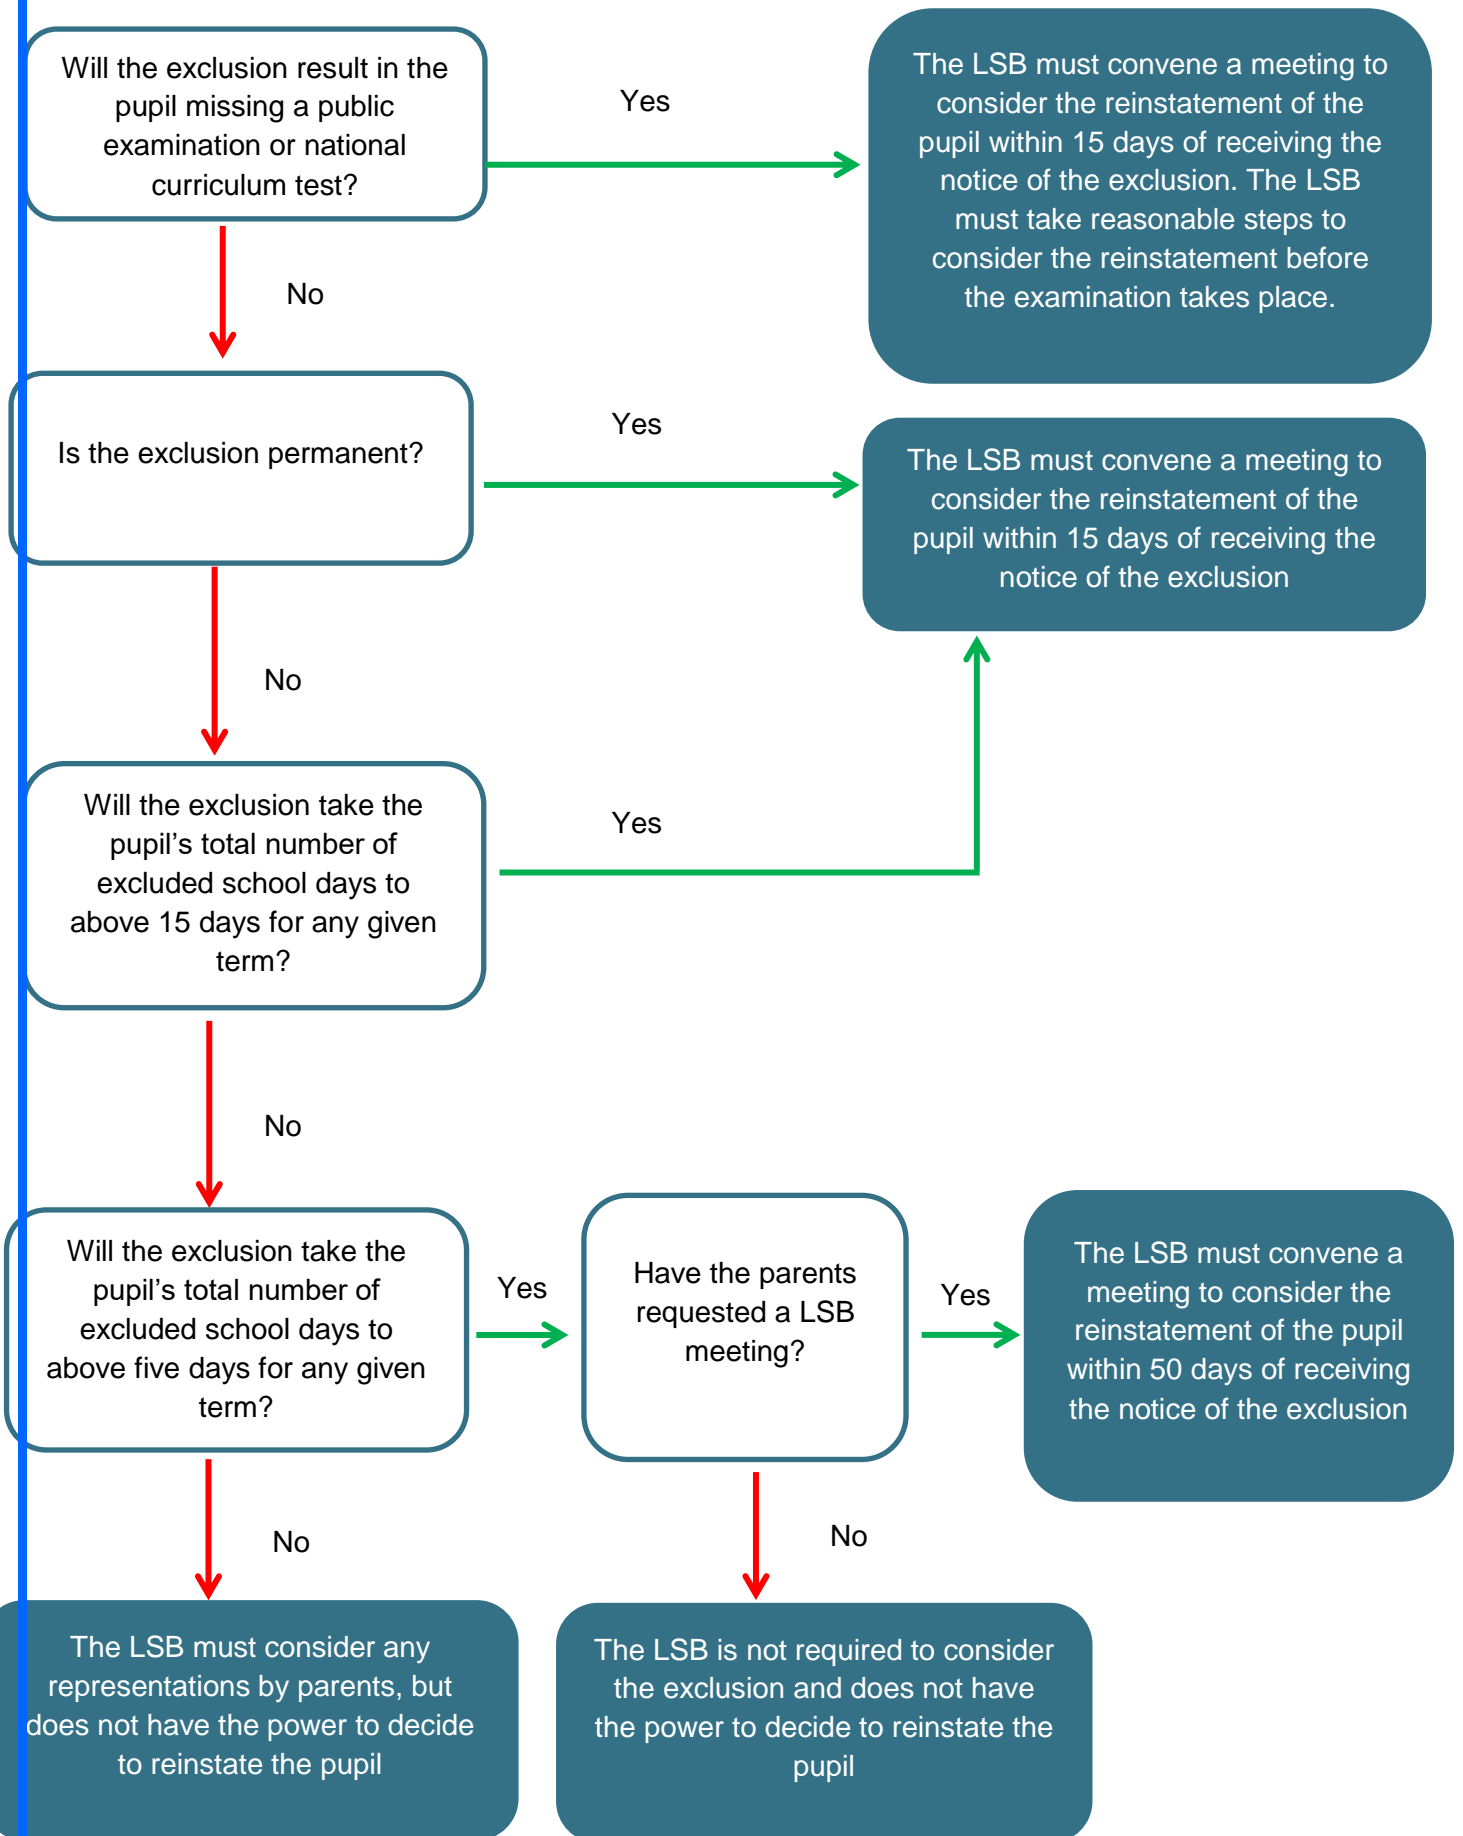 Will the exclusion result in the
pupil missing a public
examination or national
curriculum test?
Yes
The LSB must convene a meeting to
consider the reinstatement of the
pupil within 15 days of receiving the
notice of the exclusion. The LSB
must take reasonable steps to
consider the reinstatement before
the examination takes place.
No
Is the exclusion permanent?
Yes
The LSB must convene a meeting to
consider the reinstatement of the
pupil within 15 days of receiving the
notice of the exclusion
No
Will the exclusion take the
pupil’s total number of
excluded school days to
above 15 days for any given
term?
Yes
No
Will the exclusion take the
pupil’s total number of
excluded school days to
above five days for any given
term?
Yes
Have the parents
requested a LSB
meeting?
Yes
The LSB must convene a
meeting to consider the
reinstatement of the pupil
within 50 days of receiving
the notice of the exclusion
No
No
The LSB must consider any
representations by parents, but
does not have the power to decide
to reinstate the pupil
The LSB is not required to consider
the exclusion and does not have
the power to decide to reinstate the
pupil